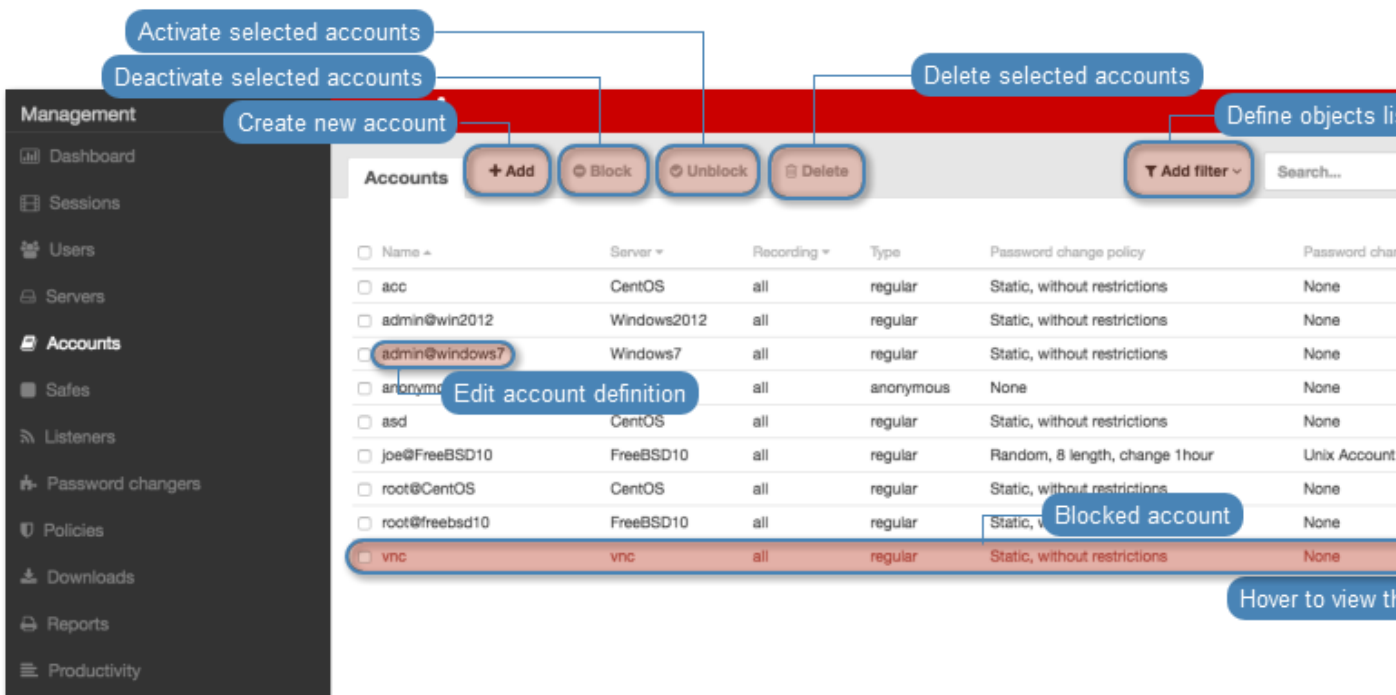 Activate selected accounts
Deactivate selected accounts
Delete selected accounts
Management
Create new account
Define objects
Dashboard
Sessions
Users
Servers
Accounts
Safes
Listeners
Password changers
Policies
Downloads
Reports
Productivity
Accounts + Add Block Unblock Delete Add filter Search...
Name Server Recording Type Password change policy Password
acc CentOS all regular Static, without restrictions None
admin@win2012 Windows2012 all regular Static, without restrictions None
admin@windows7 Windows7 all regular Static, without restrictions None
all anonymous None None
Edit account definition
asd CentOS all regular Static, without restrictions None
joe@FreeBSD10 FreeBSD10 all regular Random, 8 length, change 1hour Unix Account
root@CentOS CentOS all regular Static, without restrictions None
root@freebsd10 FreeBSD10 all regular Static, None
Blocked account
vnc vnc all regular Static, without restrictions None
Hover to view